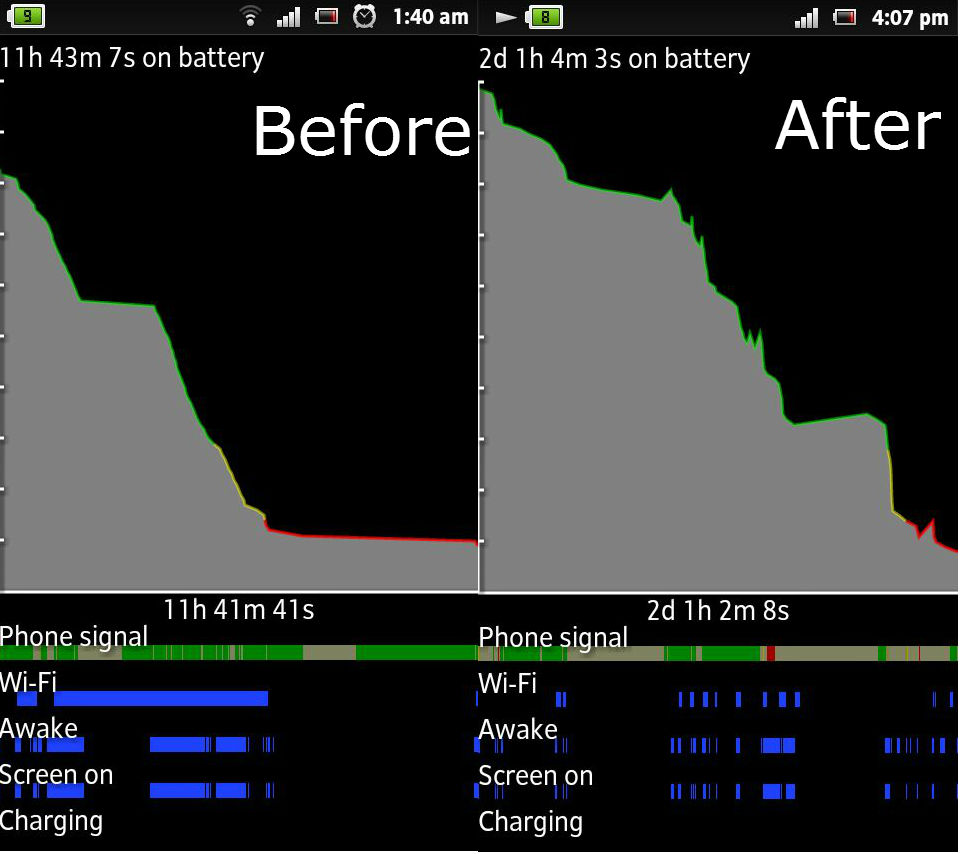 9 1:40 am
11h 43m 7s on battery
Before
11h 41m 41s
Phone signal
Wi-Fi
Awake
Screen on
Charging
8 4:07 pm
2d 1h 4m 3s on battery
After
2d 1h 2m 8s
Phone signal
Wi-Fi
Awake
Screen on
Charging